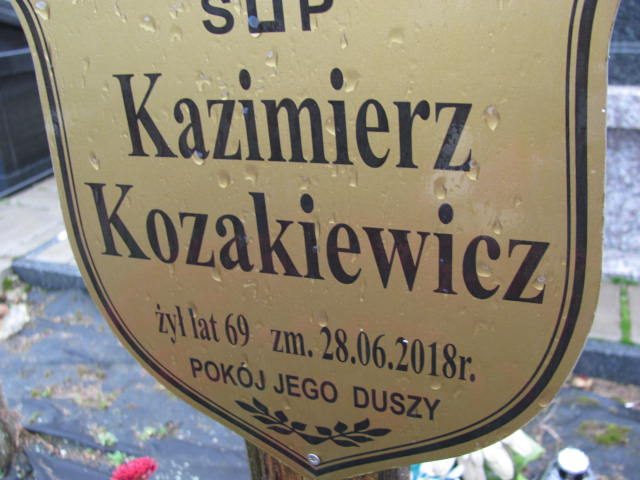 ŚP
Kazimierz
Kozakiewicz
żył lat 69 zm. 28.06.2018r.
POKÓJ JEGO DUSZY